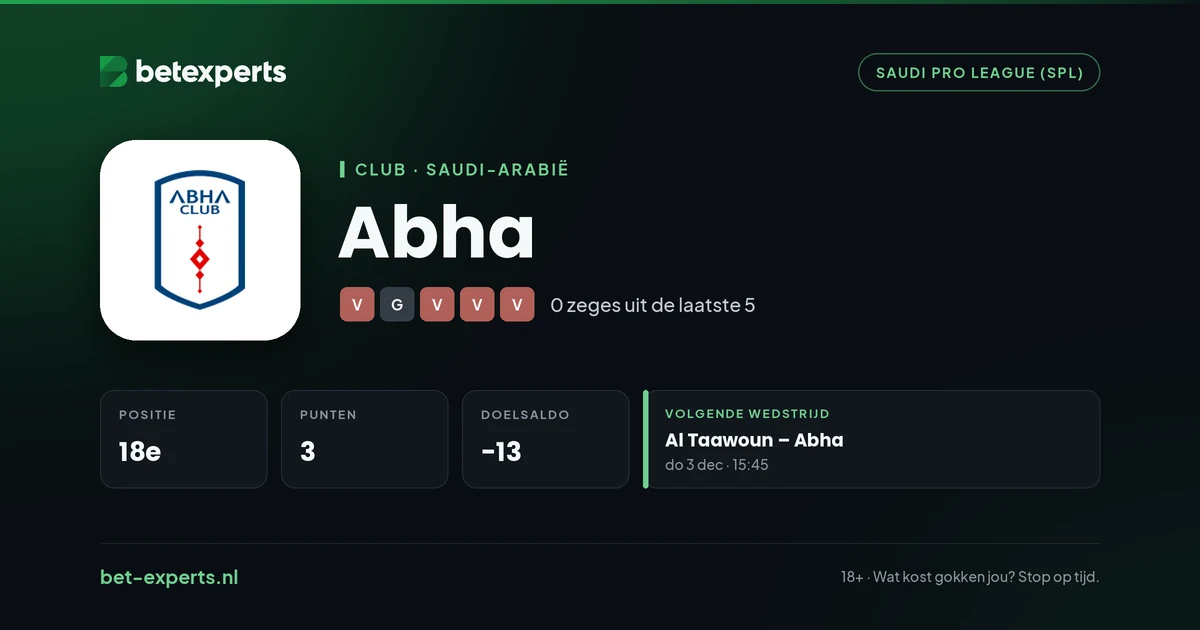 betexperts
SAUDI PRO LEAGUE (SPL)
ABHA
CLUB
CLUB · SAUDI-ARABIË
Abha
V G V V V 0 zeges uit de laatste 5
POSITIE
18e
PUNTEN
3
DOELSALDO
-13
VOLGENDE WEDSTRIJD
Al Taawoun – Abha
do 3 dec · 15:45
bet-experts.nl
18+ · Wat kost gokken jou? Stop op tijd.